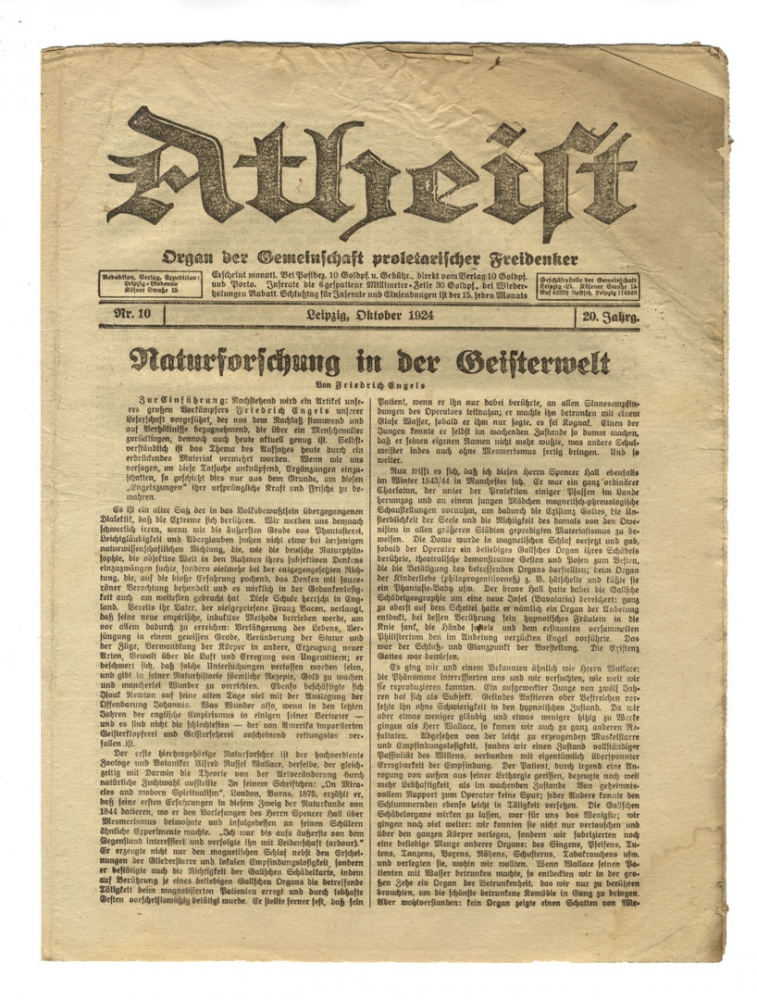 Atheist
Organ der Gemeinschaft proletarischer Freidenker
Redaktion, Verlag, Expedition:
Leipzig-Lindenau
Kölner Straße 15
Erscheint monatl. Bei Postbez. 10 Goldpf. u. Gebühr., direkt vom Verlag 10 Goldpf.
und Porto. Inserate die 6gespaltene Millimeter-Zeile 30 Goldpf., bei Wieder-
holungen Rabatt. Schlußtag für Inserate und Einsendungen ist der 15. jeden Monats
Geschäftsstelle der Gemeinschaft
Leipzig-Li. Kölner Straße 15
Nr. 10
Leipzig, Oktober 1924
20. Jahrg.
Naturforschung in der Geisterwelt
Von Friedrich Engels
Zur Einführung: Nachstehend wird ein Artikel unse-
res großen Vorkämpfers Friedrich Engels unserer
Leserschaft vorgeführt, der aus dem Nachlaß stammend und
auf Verhältnisse bezugnehmend, die über ein Menschenalter
zurückliegen, dennoch auch heute aktuell genug ist. Selbst-
verständlich ist das Thema des Aufsatzes heute durch ein
erdrückendes Material vermehrt worden. Wenn wir uns
versagen, an diese Tatsache anknüpfend, Ergänzungen einzu-
schalten, so geschieht dies nur aus dem Grunde, um diesen
„Engelszungen“ ihre ursprüngliche Kraft und Frische zu be-
wahren.
Es ist ein alter Satz der in das Volksbewußtsein übergegangenen
Dialektik, daß die Extreme sich berühren. Wir werden uns demnach
schwerlich irren, wenn wir die äußersten Grade von Phantasterei,
Leichtgläubigkeit und Aberglauben suchen nicht etwa bei derjenigen
naturwissenschaftlichen Richtung, die, wie die deutsche Naturphilo-
sophie, die objektive Welt in den Rahmen ihres subjektiven Denkens
einzuzwängen suchte, sondern vielmehr bei der entgegengesetzten Rich-
tung, die, auf die bloße Erfahrung pochend, das Denken mit souve-
räner Verachtung behandelt und es wirklich in der Gedankenlosig-
keit auch am weitesten gebracht hat. Diese Schule herrscht in Eng-
land. Bereits ihr Vater, der vielgepriesene Franz Bacon, verlangt,
daß seine neue empirische, induktive Methode betrieben werde, um
vor allem dadurch zu erreichen: Verlängerung des Lebens, Ver-
jüngung in einem gewissen Grade, Veränderung der Statur und
der Züge, Verwandlung der Körper in andere, Erzeugung neuer
Arten, Gewalt über die Luft und Erregung von Ungewittern; er
beschwert sich, daß solche Untersuchungen verlassen worden seien,
und gibt in seiner Naturhistorie förmliche Rezepte, Gold zu machen
und mancherlei Wunder zu verrichten. Ebenso beschäftigte sich
Isaak Newton auf seine alten Tage viel mit der Auslegung der
Offenbarung Johannis. Was Wunder also, wenn in den letzten
Jahren der englische Empirismus in einigen seiner Vertreter —
und es sind nicht die schlechtesten — der von Amerika importierten
Geisterklopferei und Geisterseherei anscheinend rettungslos ver-
fallen ist.
Der erste hierhergehörige Naturforscher ist der hochverdiente
Zoologe und Botaniker Alfred Russel Wallace, derselbe, der gleich-
zeitig mit Darwin die Theorie von der Artveränderung durch
natürliche Zuchtwahl aufstellte. In seinem Schriftchen: „On Mira-
cles and modern Spiritualism“, London, Burns, 1875, erzählt er,
daß seine ersten Erfahrungen in diesem Zweig der Naturkunde von
1844 datieren, wo er den Vorlesungen des Herrn Spencer Hall über
Mesmerismus beiwohnte und infolgedessen an seinen Schülern
ähnliche Experimente machte. „Ich war bis aufs äußerste von dem
Gegenstand interessiert und verfolgte ihn mit Leidenschaft (ardour).“
Er erzeugte nicht nur den magnetischen Schlaf nebst den Erschei-
nungen der Gliederstarre und lokalen Empfindungslosigkeit, sondern
er bestätigte auch die Richtigkeit der Gallschen Schädelkarte, indem
auf Berührung je eines beliebigen Gallschen Organs die betreffende
Tätigkeit beim magnetisierten Patienten erregt und durch lebhafte
Gesten vorschriftsmäßig betätigt wurde. Er stellte ferner fest, daß sein
Patient, wenn er ihn nur dabei berührte, an allen Sinnesempfin-
dungen des Operators teilnahm; er machte ihn betrunken mit einem
Glase Wasser, sobald er ihm nur sagte, es sei Kognak. Einen der
Jungen konnte er selbst im wachenden Zustande so dumm machen,
daß er seinen eigenen Namen nicht mehr wußte, was andere Schul-
meister indes auch ohne Mesmerismus fertig bringen. Und so
weiter.
Nun trifft es sich, daß ich diesen Herrn Spencer Hall ebenfalls
im Winter 1843/44 in Manchester sah. Er war ein ganz ordinärer
Charlatan, der unter der Protektion einiger Pfaffen im Lande
herumzog und an einem jungen Mädchen magnetisch-phrenologische
Schaustellungen vornahm, um dadurch die Existenz Gottes, die Un-
sterblichkeit der Seele und die Nichtigkeit des damals von den Owe-
nisten in allen größeren Städten gepredigten Materialismus zu be-
weisen. Die Dame wurde in magnetischen Schlaf versetzt und gab,
sobald der Operator ein beliebiges Gallsches Organ ihres Schädels
berührte, theatralische demonstrative Gesten und Posen zum Besten,
die die Betätigung des betreffenden Organs darstellten; beim Organ
der Kinderliebe (philoprogenitiveneß) z. B. hätschelte und küßte sie
ein Phantasie-Baby usw. Der brave Hall hatte dabei die Gallsche
Schädelgeographie um eine neue Insel (Barataria) bereichert: ganz
zu oberst auf dem Scheitel hatte er nämlich ein Organ der Anbetung
entdeckt, bei dessen Berührung sein hypnotisches Fräulein in die
Knie sank, die Hände faltete und dem erstaunten versammelten
Philistertum den im Anbetung verzückten Engel vorführte. Das
war der Schluß- und Glanzpunkt der Vorstellung. Die Existenz
Gottes war bewiesen.
Es ging mir und einem Bekannten ähnlich wie Herrn Wallace:
die Phänomene interessierten uns und wir versuchten, wie weit wir
sie reproduzieren konnten. Ein aufgeweckter Junge von zwölf Jah-
ren bot sich als Subjekt. Gelindes Anstieren oder Bestreichen ver-
setzte ihn ohne Schwierigkeit in den hypnotischen Zustand. Da wir
aber etwas weniger gläubig und etwas weniger hitzig zu Werke
gingen als Herr Wallace, so kamen wir auch zu ganz anderen Re-
sultaten. Abgesehen von der leicht zu erzeugenden Muskelstarre
und Empfindungslosigkeit, fanden wir einen Zustand vollständiger
Passivität des Willens, verbunden mit eigentümlich überspannter
Erregbarkeit der Empfindung. Der Patient, durch irgend eine An-
regung von außen aus seiner Lethargie gerissen, bezeugte noch weit
mehr Lebhaftigkeit, als im wachenden Zustande. Von geheimnis-
vollem Rapport zum Operator keine Spur; jeder Andere konnte den
Schlummernden ebenso leicht in Tätigkeit versetzen. Die Gallschen
Schädelorgane wirken zu lassen, war für uns das Wenigste; wir
gingen noch viel weiter: wir konnten sie nicht nur vertauschen und
über den ganzen Körper verlegen, sondern wir fabrizierten noch
eine beliebige Menge anderer Organe: des Singens, Pfeifens, Tu-
tens, Tanzens, Boxens, Nähens, Schusterns, Tabakrauchens usw.
und verlegten sie, wohin wir wollten. Wenn Wallace seinen Pa-
tienten mit Wasser betrunken machte, so entdeckten wir in der gro-
ßen Zehe ein Organ der Betrunkenheit, das wir nur zu berühren
brauchten, um die schönste betrunkene Komödie in Gang zu bringen.
Aber wohlverstanden: kein Organ zeigte einen Schatten von Wir-